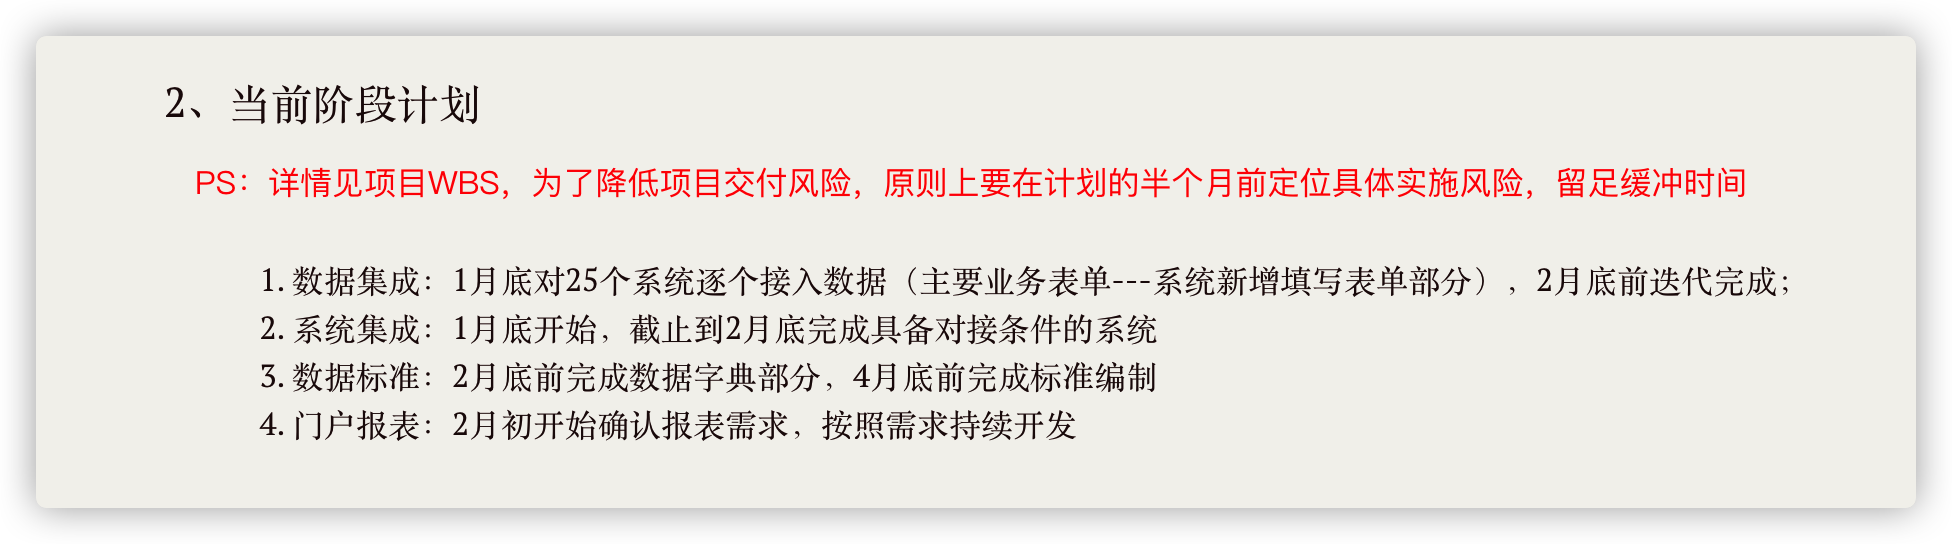 2、当前阶段计划
PS：详情见项目WBS，为了降低项目交付风险，原则上要在计划的半个月前定位具体实施风险，留足缓冲时间
1. 数据集成：1月底对25个系统逐个接入数据（主要业务表单---系统新增填写表单部分），2月底前迭代完成；
2. 系统集成：1月底开始，截止到2月底完成具备对接条件的系统
3. 数据标准：2月底前完成数据字典部分，4月底前完成标准编制
4. 门户报表：2月初开始确认报表需求，按照需求持续开发